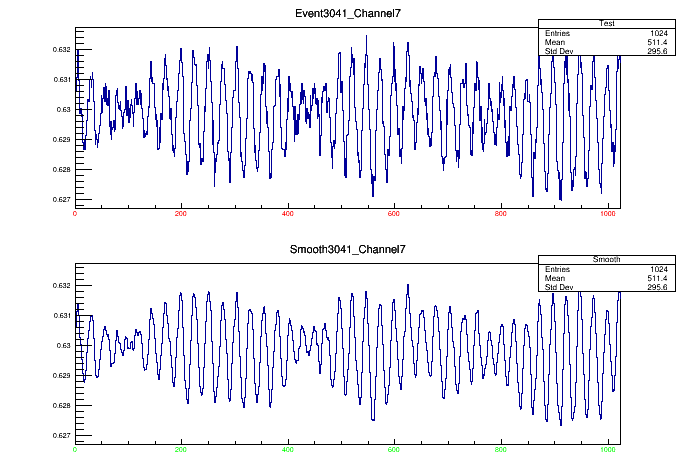 Event3041_Channel7
Test
Entries 1024
Mean 511.4
Std Dev 295.6
0.632
0.631
0.63
0.629
0.628
0.627
0 200 400 600 800 1000
Smooth3041_Channel7
Smooth
Entries 1024
Mean 511.4
Std Dev 295.6
0.632
0.631
0.63
0.629
0.628
0.627
0 200 400 600 800 1000